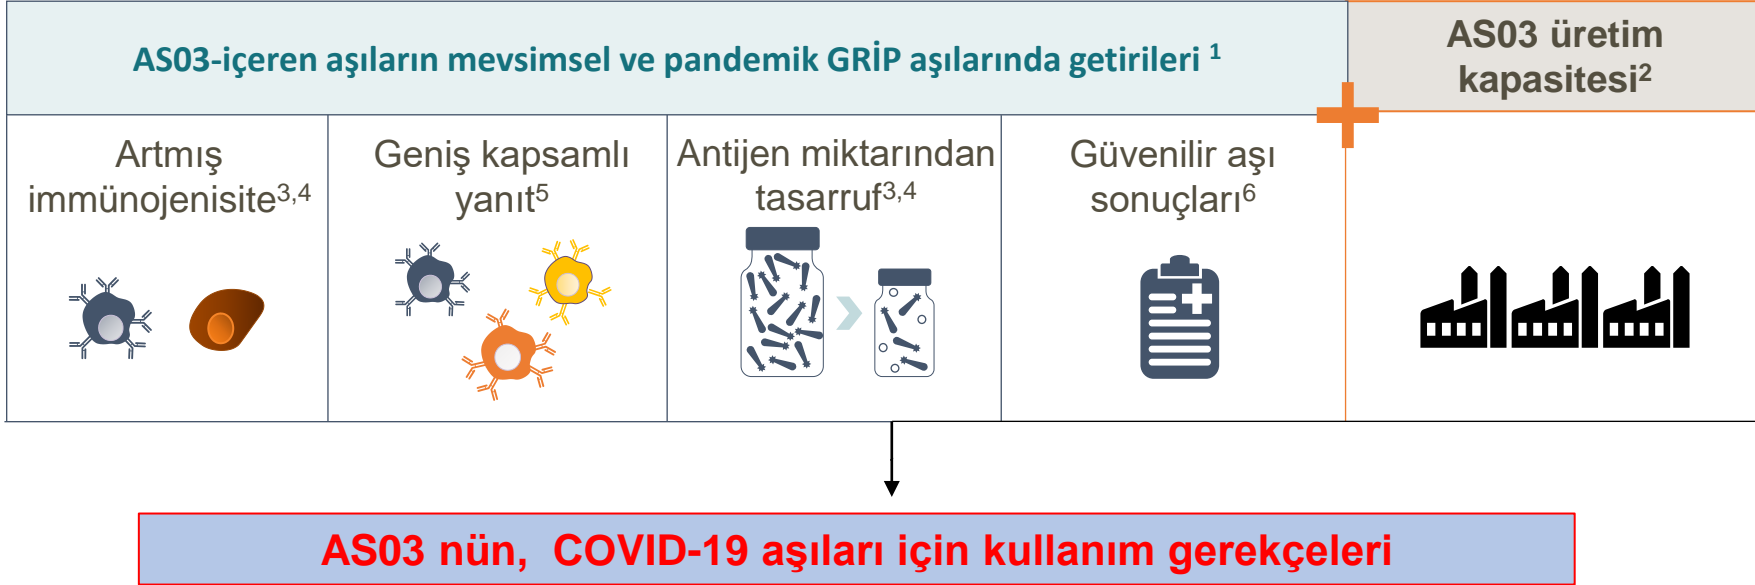 AS03-içeren aşıların mevsimsel ve pandemik GRİP aşılarında getirileri 1
AS03 üretim
kapasitesi2
Artmış
immünojenisite3,4
Geniş kapsamlı
yanıt5
Antijen miktarından
tasarruf3,4
Güvenilir aşı
sonuçları6
AS03 nün, COVID-19 aşıları için kullanım gerekçeleri